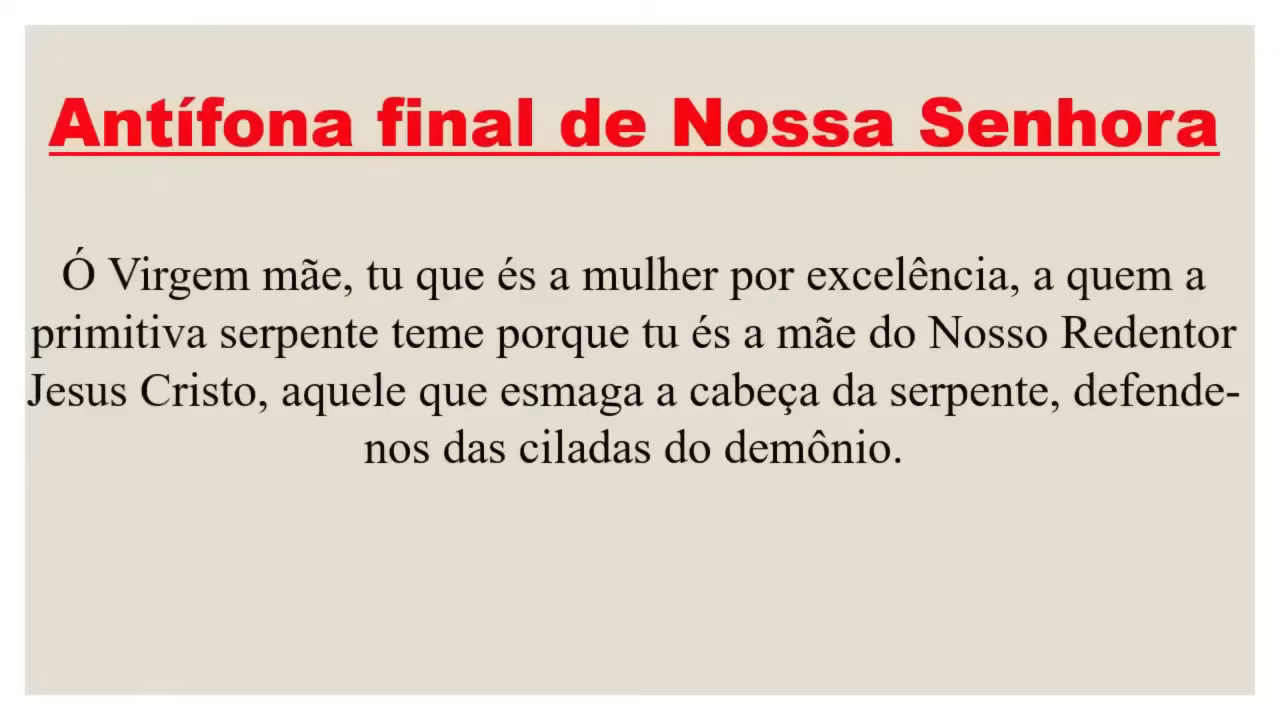 Antífona final de Nossa Senhora
Ó Virgem mãe, tu que és a mulher por excelência, a quem a
primitiva serpente teme porque tu és a mãe do Nosso Redentor
Jesus Cristo, aquele que esmaga a cabeça da serpente, defende-
nos das ciladas do demônio.